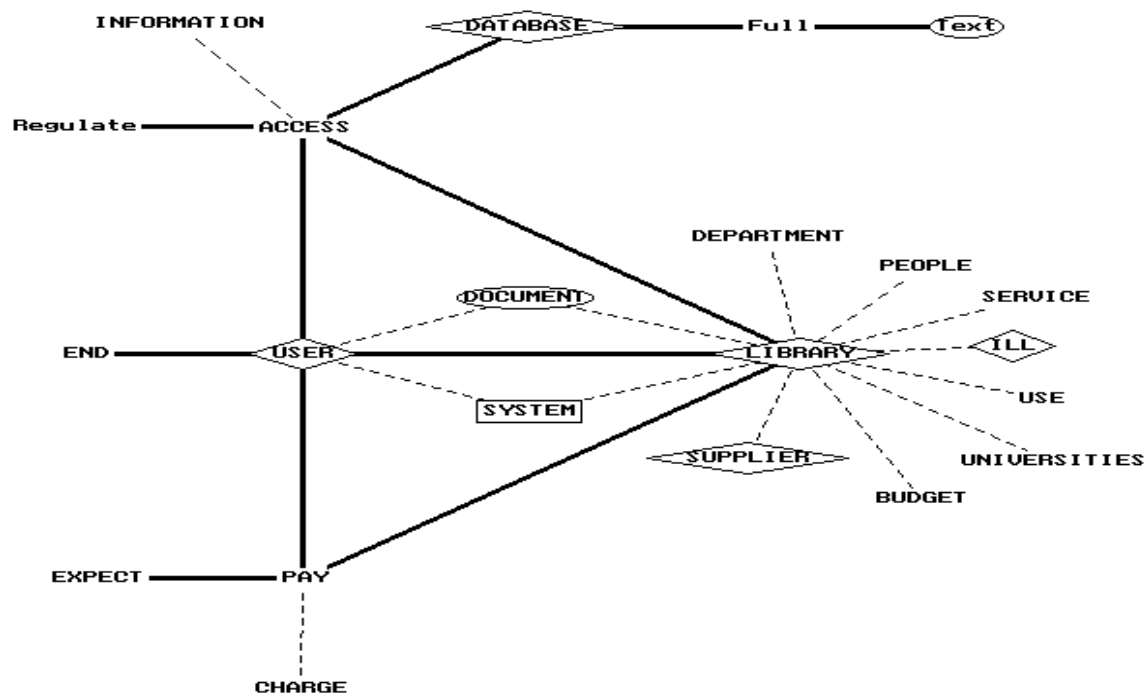 INFORMATION
DATABASE
Full
Text
Regulate
ACCESS
DEPARTMENT
PEOPLE
DOCUMENT
SERVICE
END
USER
LIBRARY
ILL
SYSTEM
USE
SUPPLIER
UNIVERSITIES
BUDGET
EXPECT
PAY
CHARGE